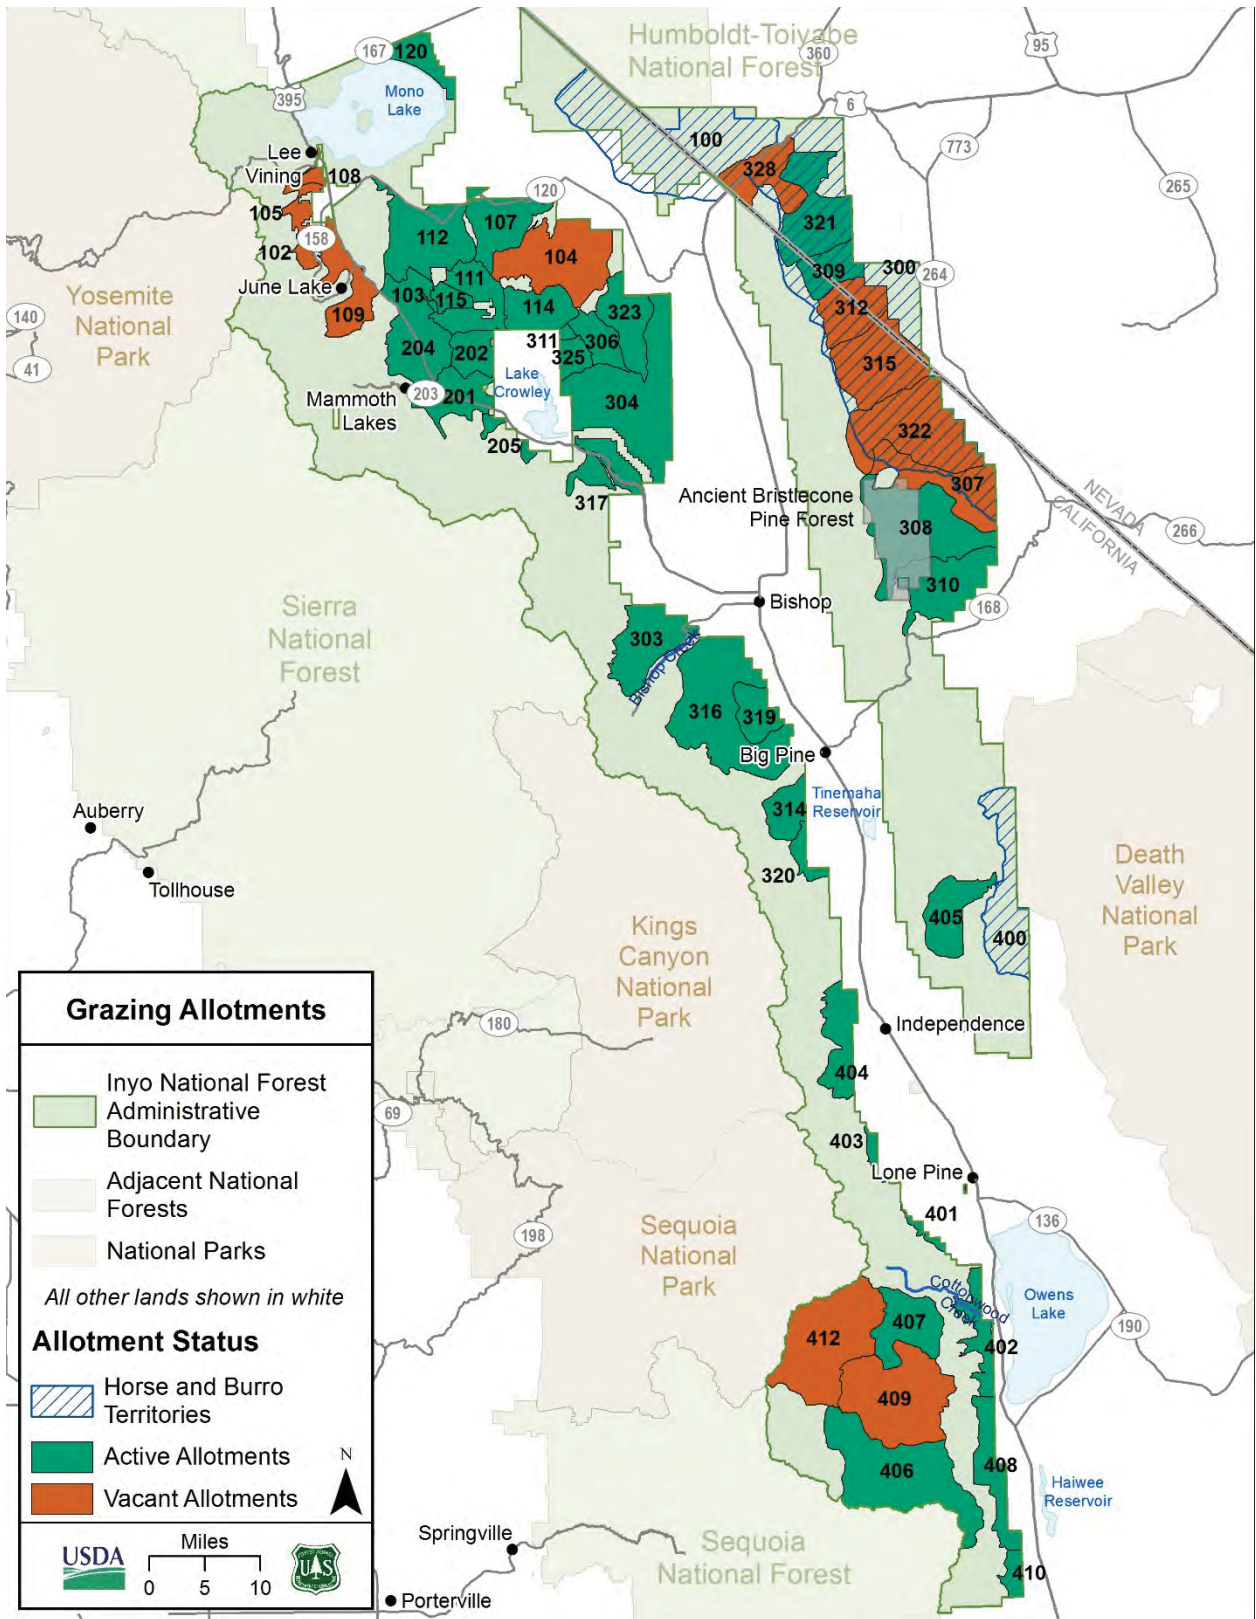 Humboldt-Toiyabe
National Forest
360
95
6
773
265
167
120
Mono
Lake
395
Lee
Vining
108
105
102
158
June Lake
109
120
107
112
104
111
103
115
114
323
311
306
325
204
202
Lake
Crowley
Mammoth
Lakes
203
201
304
205
317
100
328
321
309
300
264
312
315
322
307
Ancient Bristlecone
Pine Forest
308
310
NEVADA
CALIFORNIA
266
168
Yosemite
National
Park
140
41
Sierra
National
Forest
Bishop
303
Bishop Creek
316
319
Big Pine
Tinemaha
Reservoir
314
320
Auberry
Tollhouse
Death
Valley
National
Park
405
400
Kings
Canyon
National
Park
Independence
180
404
69
403
Lone Pine
401
136
198
Sequoia
National
Park
Cottonwood
Creek
Owens
Lake
190
407
412
402
409
406
408
Haiwee
Reservoir
410
Springville
Porterville
Sequoia
National Forest
Grazing Allotments
Inyo National Forest
Administrative
Boundary
Adjacent National
Forests
National Parks
All other lands shown in white
Allotment Status
Horse and Burro
Territories
Active Allotments
Vacant Allotments
N
USDA
Miles
0 5 10
U S